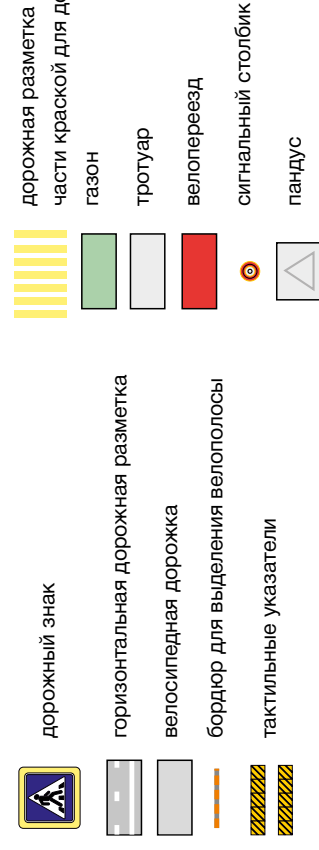 дорожный знак
горизонтальная дорожная разметка
велосипедная дорожка
бордюр для выделения велополосы
тактильные указатели
дорожная разметка
части краской для
газон
тротуар
велопереезд
сигнальный столбик
пандус